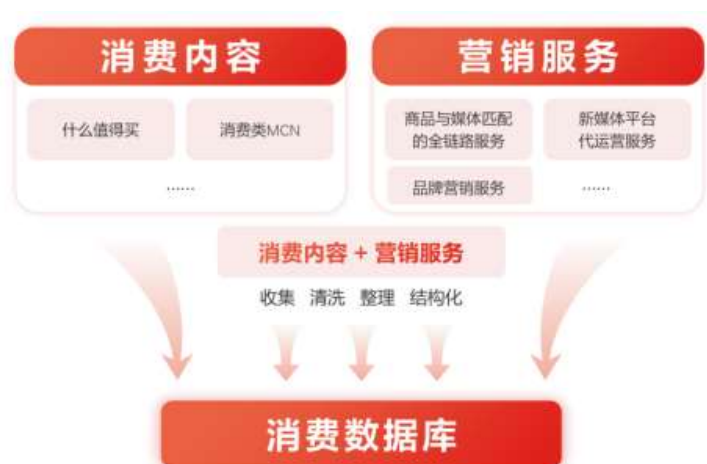 消费内容
营销服务
什么值得买
消费类MCN
……
商品与媒体匹配
的全链路服务
新媒体平台
代运营服务
品牌营销服务
……
消费内容 + 营销服务
收集 清洗 整理 结构化
消费数据库